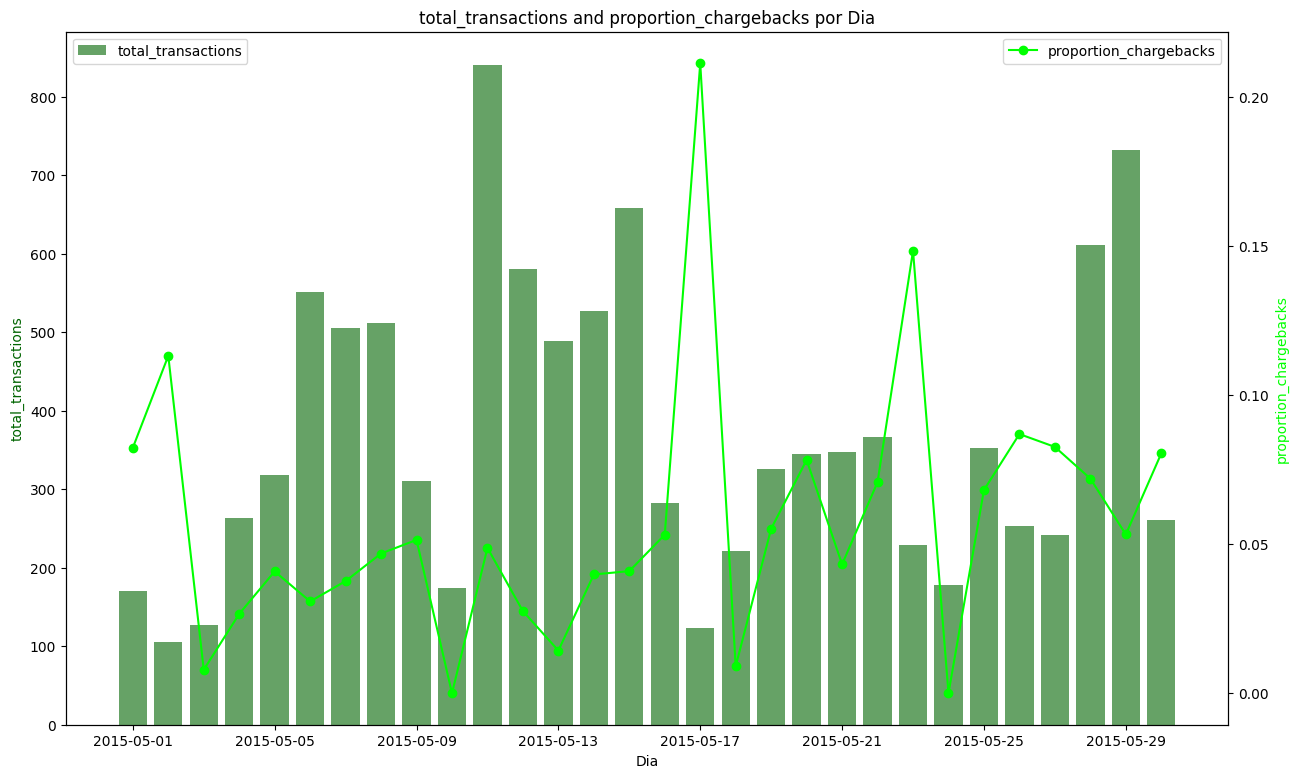 total_transactions and proportion_chargebacks por Dia
total_transactions
proportion_chargebacks
800
700
600
500
400
300
200
100
0
total_transactions
0.20
0.15
0.10
0.05
0.00
proportion_chargebacks
2015-05-01 2015-05-05 2015-05-09 2015-05-13 2015-05-17 2015-05-21 2015-05-25 2015-05-29
Dia